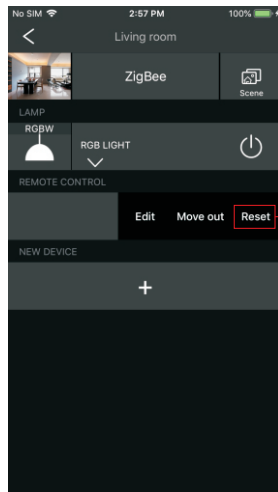 No SIM 2:57 PM 100%
Living room
ZigBee
Scene
LAMP
RGBW
RGB LIGHT
REMOTE CONTROL
Edit Move out Reset
NEW DEVICE
+